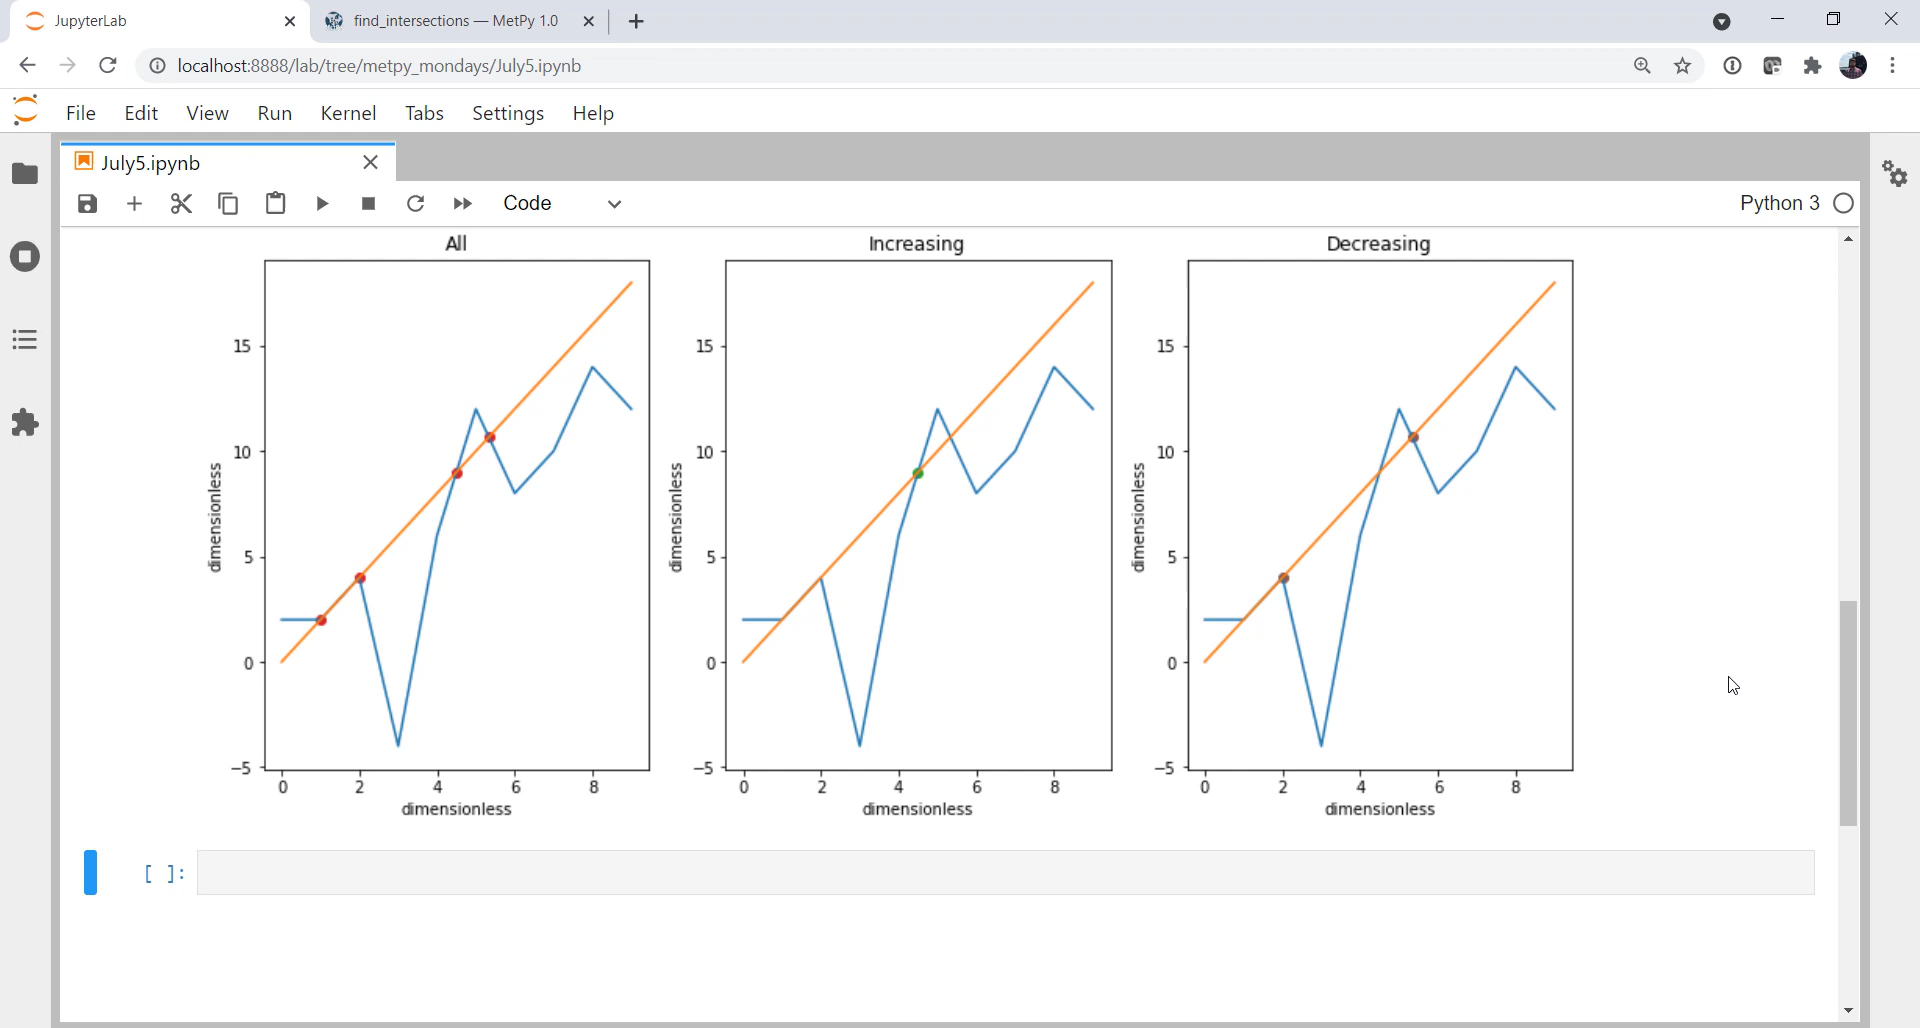 JupyterLab
find_intersections — MetPy 1.0
localhost:8888/lab/tree/metpy_mondays/July5.ipynb
File Edit View Run Kernel Tabs Settings Help
July5.ipynb
Code
Python 3
All
15
10
5
0
−5
dimensionless
0 2 4 6 8
dimensionless
Increasing
15
10
5
0
−5
dimensionless
0 2 4 6 8
dimensionless
Decreasing
15
10
5
0
−5
dimensionless
0 2 4 6 8
dimensionless
[ ]: